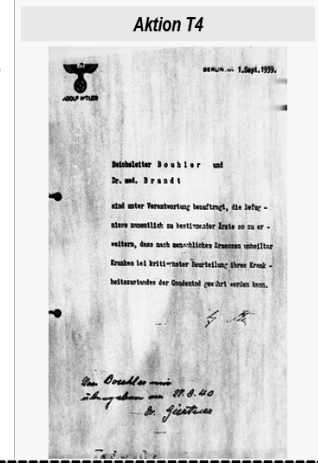 Aktion T4
ADOLF HITLER
BERLIN, 1.Sept.1939.
Reichsleiter Bouhler und
Dr. med. Brandt
sind unter Verantwortung beauftragt, die Befug -
nisse namentlich zu bestimmender Ärzte so zu er -
weitern, dass nach menschlichem Ermessen unheilbar
Kranken bei kritischster Beurteilung ihres Krank -
heitszustandes der Gnadentod gewährt werden kann.
Von Bouhler mir
übergeben am 27.8.40
Dr. Gürtner